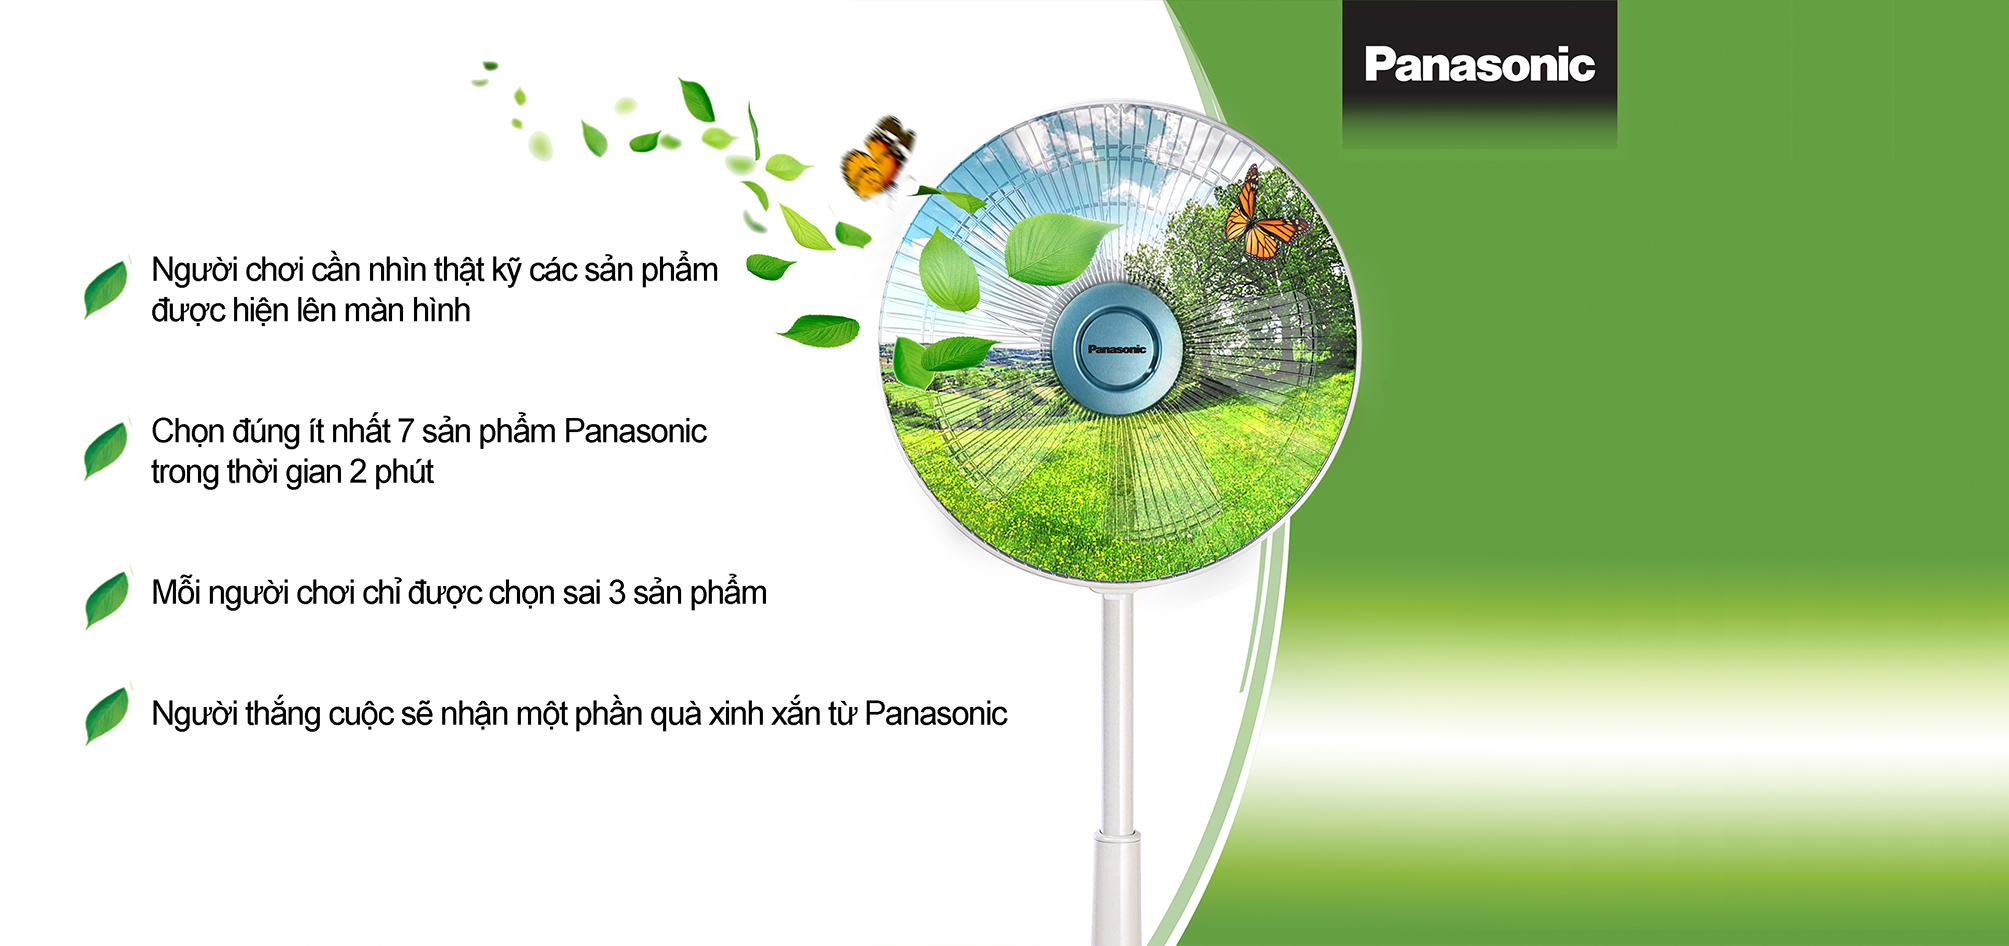 Panasonic
Người chơi cần nhìn thật kỹ các sản phẩm
được hiện lên màn hình
Panasonic
Chọn đúng ít nhất 7 sản phẩm Panasonic
trong thời gian 2 phút
Mỗi người chơi chỉ được chọn sai 3 sản phẩm
Người thắng cuộc sẽ nhận một phần quà xinh xắn từ Panasonic